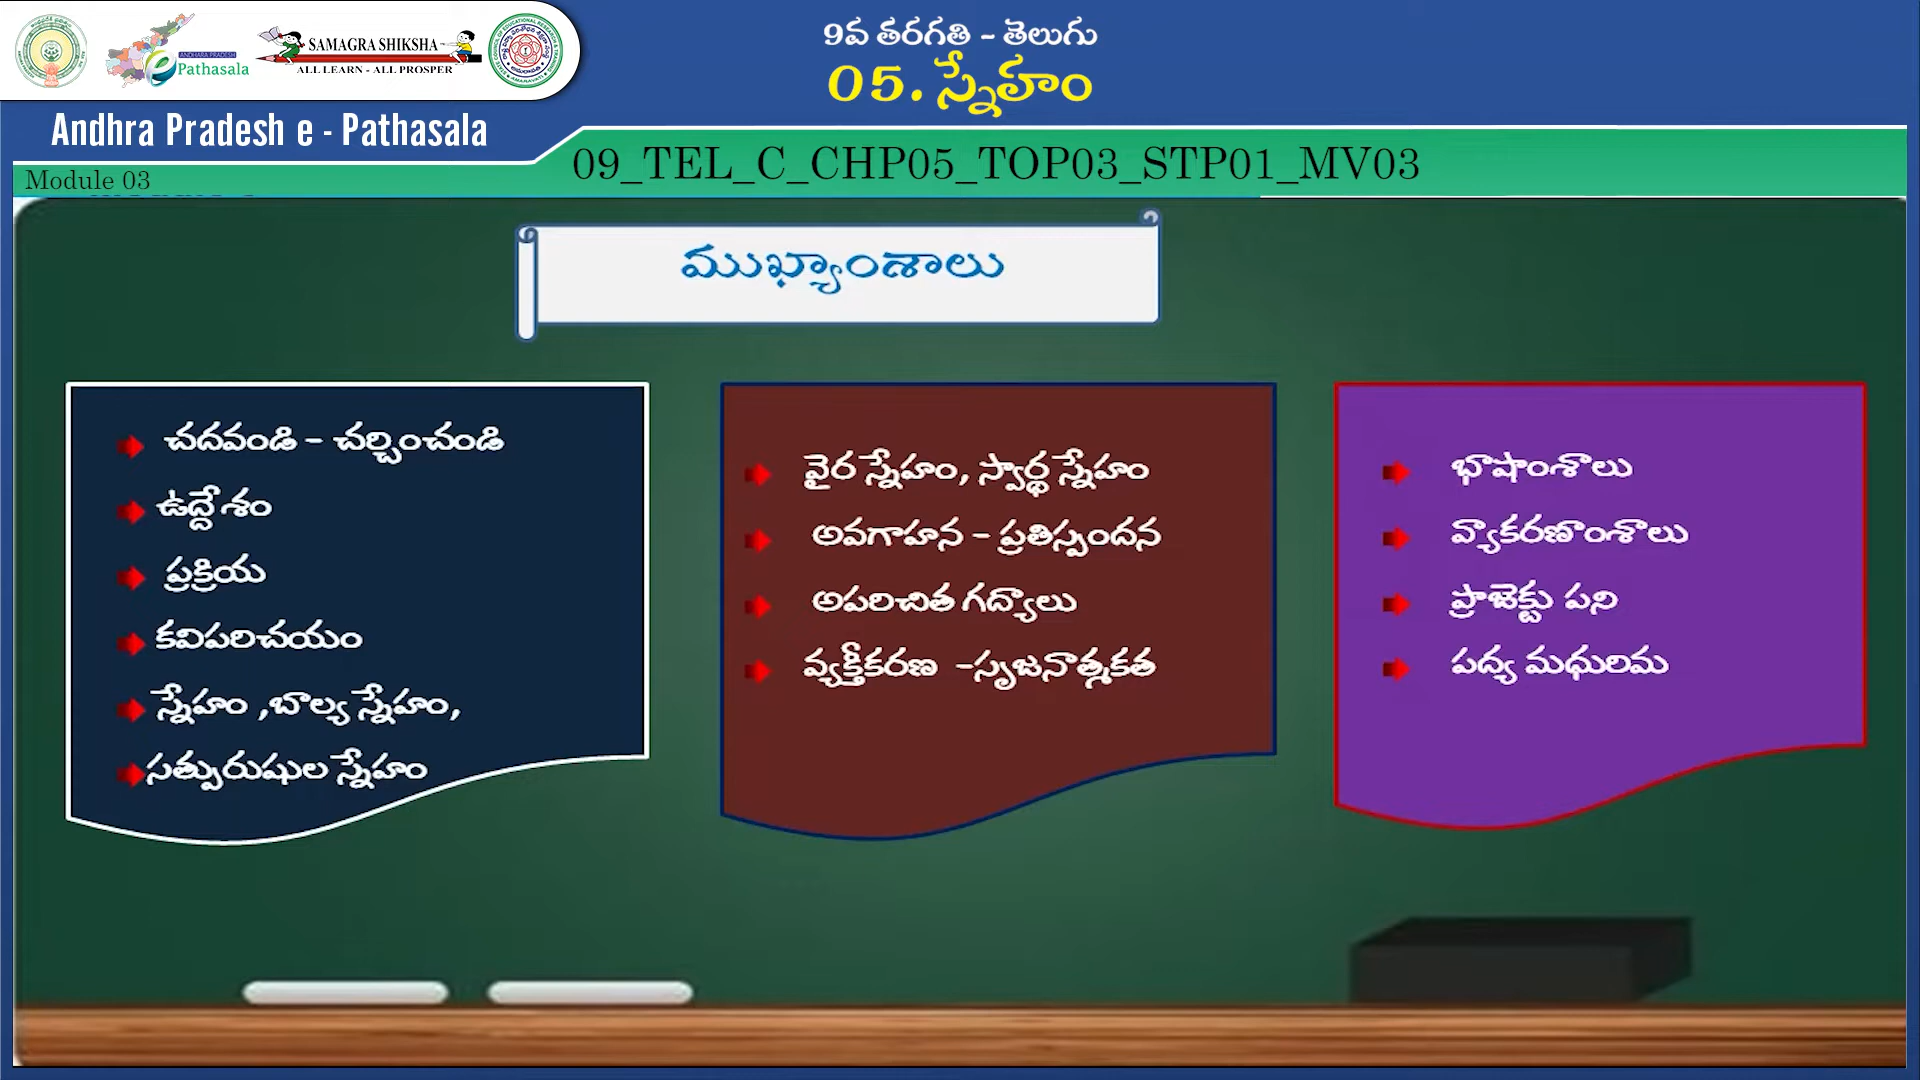 ANDHRA PRADESH
Pathasala
SAMAGRA SHIKSHA
ALL LEARN - ALL PROSPER
9వ తరగతి - తెలుగు
05. స్నేహం
Andhra Pradesh e - Pathasala
Module 03
09_TEL_C_CHP05_TOP03_STP01_MV03
ముఖ్యాంశాలు
చదవండి - చర్చించండి
ఉద్దేశం
ప్రక్రియ
కవిపరిచయం
స్నేహం ,బాల్య స్నేహం,
సత్పురుషుల స్నేహం
వైర స్నేహం, స్వార్థ స్నేహం
అవగాహన - ప్రతిస్పందన
అపరిచిత గద్యాలు
వ్యక్తీకరణ -సృజనాత్మకత
భాషాంశాలు
వ్యాకరణాంశాలు
ప్రాజెక్టు పని
పద్య మధురిమ